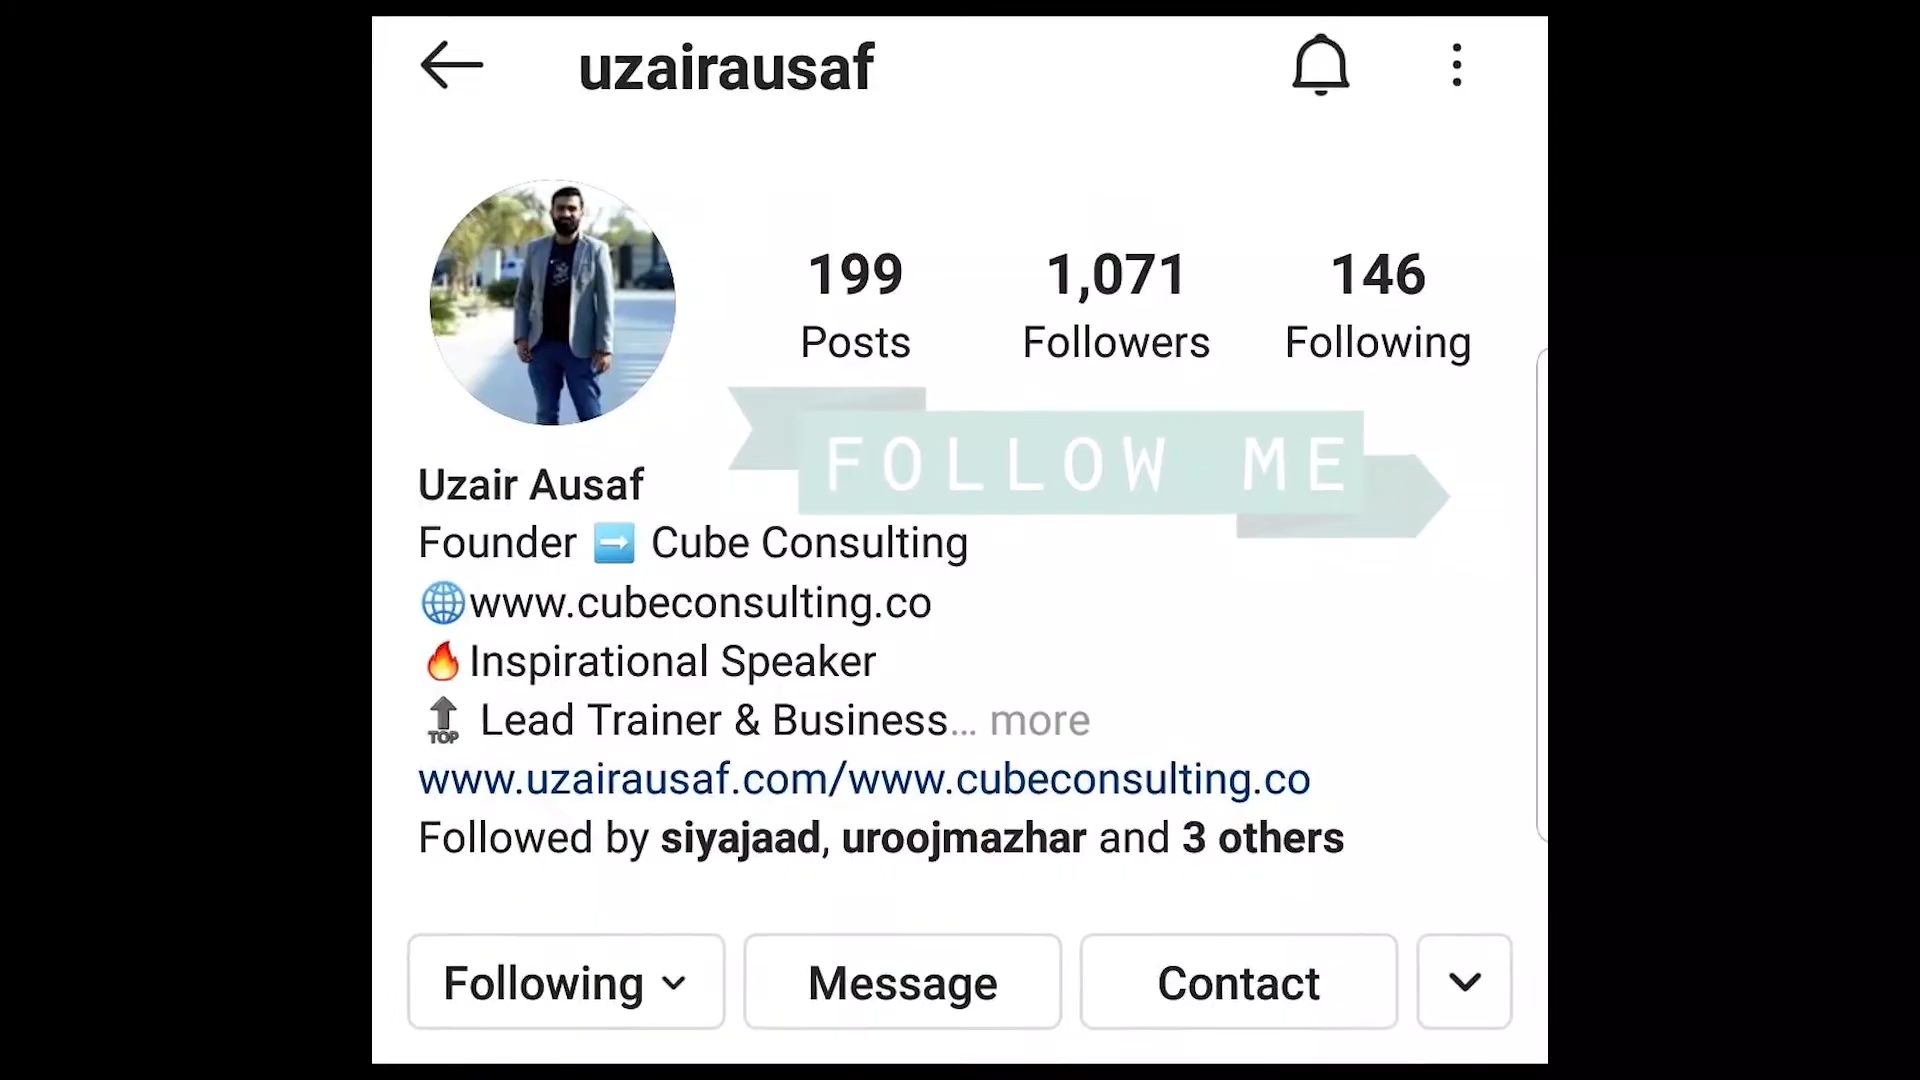 uzairausaf
199 1,071 146
Posts Followers Following
FOLLOW ME
Uzair Ausaf
Founder ➡️ Cube Consulting
🌐www.cubeconsulting.co
🔥Inspirational Speaker
🔝 Lead Trainer & Business... more
www.uzairausaf.com/www.cubeconsulting.co
Followed by siyajaad, uroojmazhar and 3 others
Following Message Contact